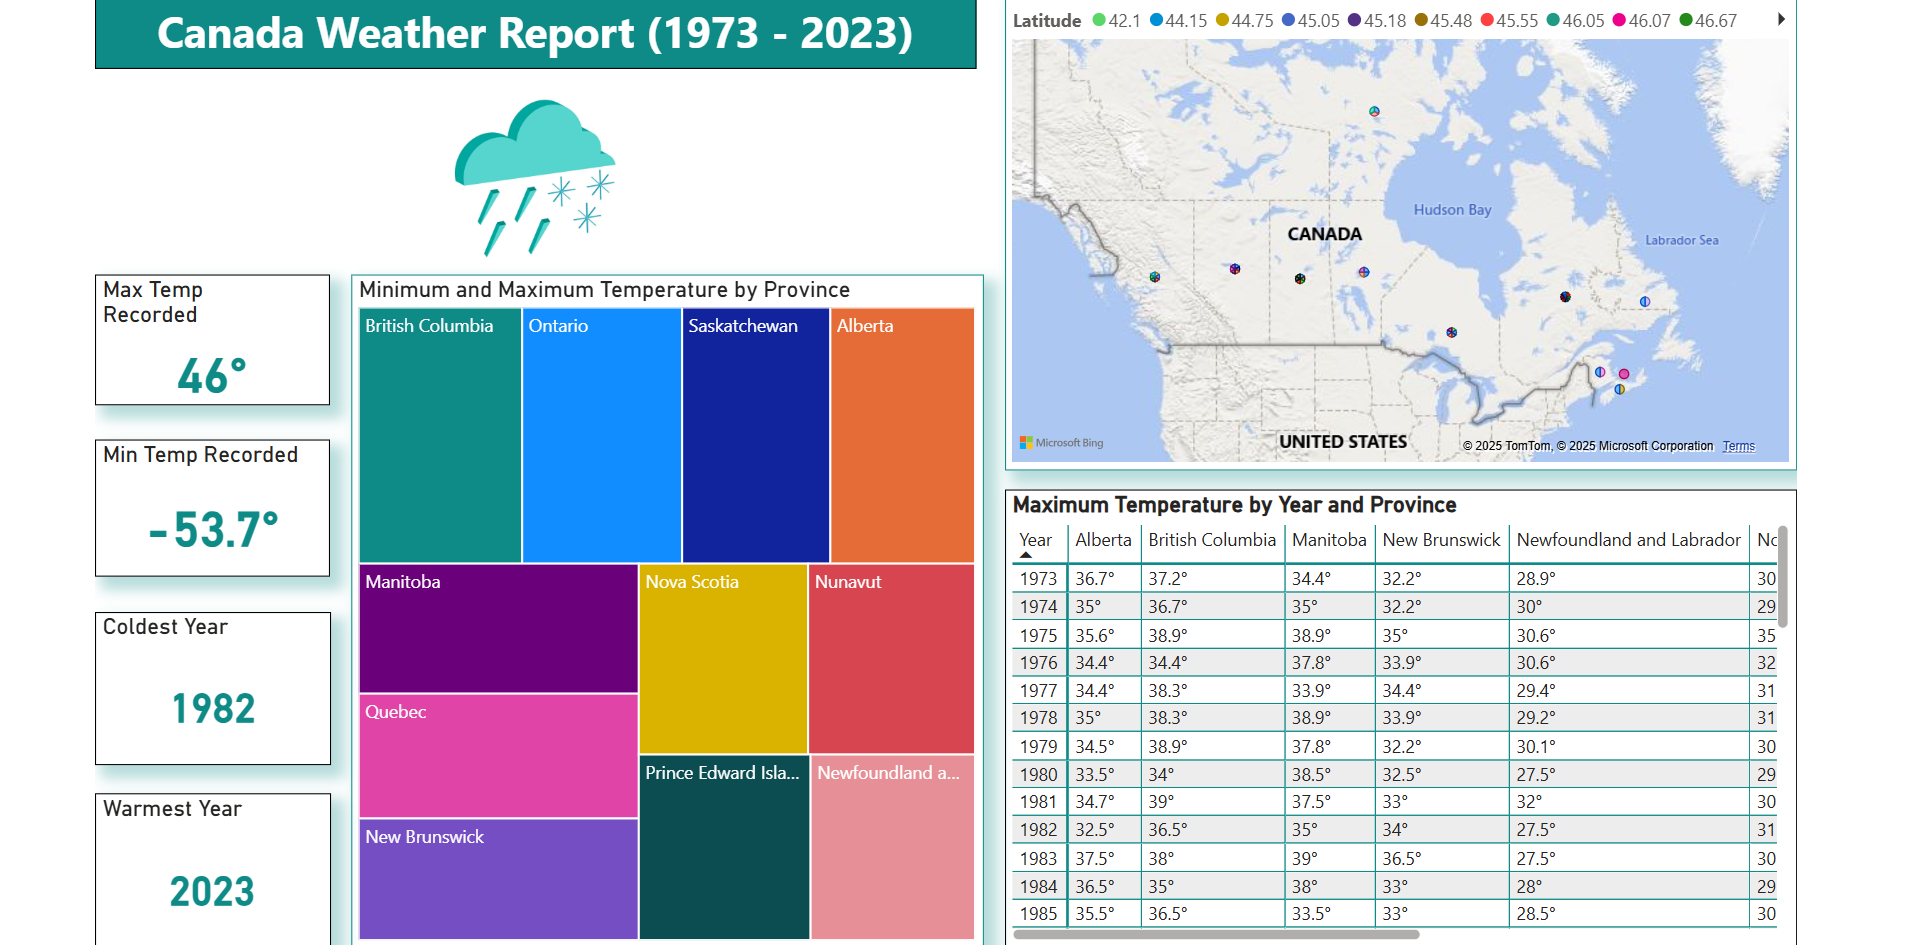 Canada Weather Report (1973 - 2023)
Max Temp
Recorded
46°
Min Temp Recorded
-53.7°
Coldest Year
1982
Warmest Year
2023
Minimum and Maximum Temperature by Province
British Columbia
Ontario
Saskatchewan
Alberta
Manitoba
Nova Scotia
Nunavut
Quebec
Prince Edward Isla...
Newfoundland a...
New Brunswick
Latitude 42.1 44.15 44.75 45.05 45.18 45.48 45.55 46.05 46.07 46.67
Hudson Bay
CANADA
Labrador Sea
UNITED STATES
Microsoft Bing
© 2025 TomTom, © 2025 Microsoft Corporation Terms
Maximum Temperature by Year and Province
Year Alberta British Columbia Manitoba New Brunswick Newfoundland and Labrador
1973 36.7° 37.2° 34.4° 32.2° 28.9° 30
1974 35° 36.7° 35° 32.2° 30° 29
1975 35.6° 38.9° 38.9° 35° 30.6° 35
1976 34.4° 34.4° 37.8° 33.9° 30.6° 32
1977 34.4° 38.3° 33.9° 34.4° 29.4° 31
1978 35° 38.3° 38.9° 33.9° 29.2° 31
1979 34.5° 38.9° 37.8° 32.2° 30.1° 30
1980 33.5° 34° 38.5° 32.5° 27.5° 29
1981 34.7° 39° 37.5° 33° 32° 30
1982 32.5° 36.5° 35° 34° 27.5° 31
1983 37.5° 38° 39° 36.5° 27.5° 30
1984 36.5° 35° 38° 33° 28° 29
1985 35.5° 36.5° 33.5° 33° 28.5° 30